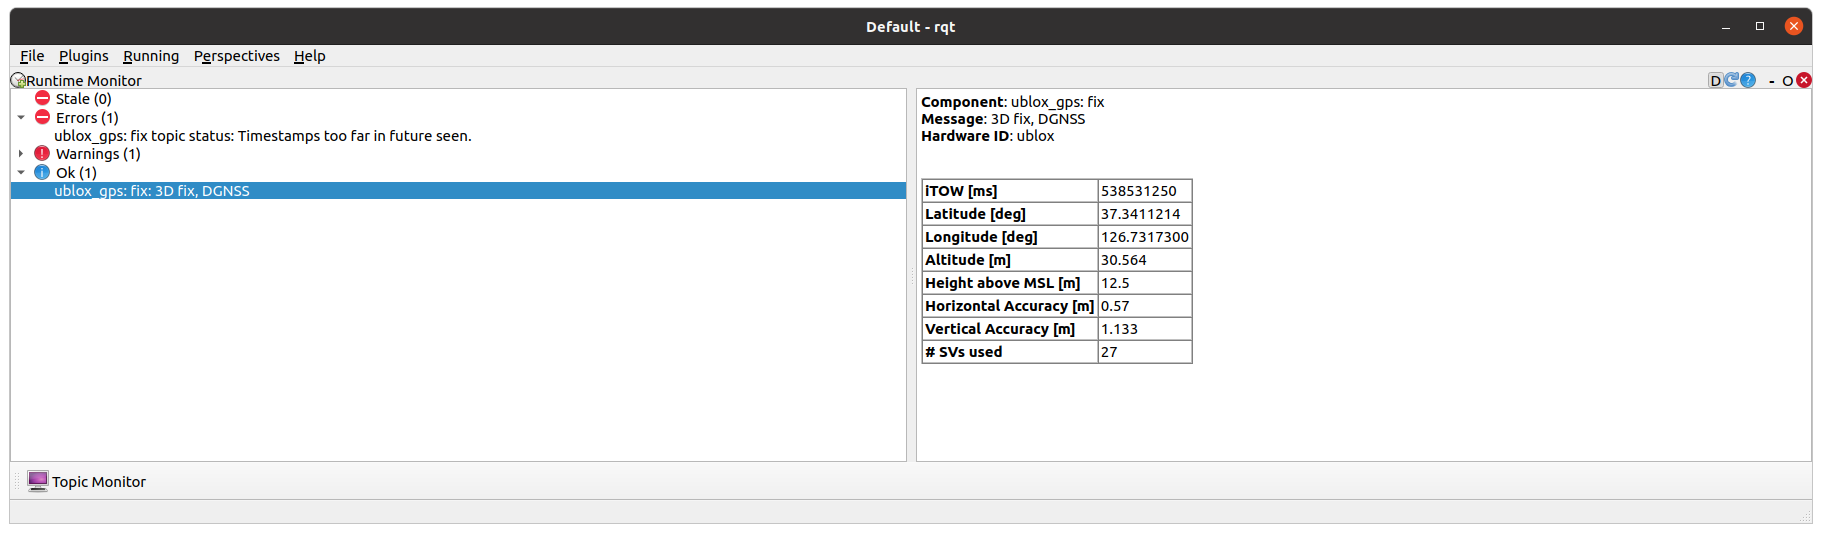 Default - rqt
File Plugins Running Perspectives Help
Runtime Monitor
D
?
- O
Stale (0)
Errors (1)
ublox_gps: fix topic status: Timestamps too far in future seen.
Warnings (1)
Ok (1)
ublox_gps: fix: 3D fix, DGNSS
Component: ublox_gps: fix
Message: 3D fix, DGNSS
Hardware ID: ublox
iTOW [ms] 538531250
Latitude [deg] 37.3411214
Longitude [deg] 126.7317300
Altitude [m] 30.564
Height above MSL [m] 12.5
Horizontal Accuracy [m] 0.57
Vertical Accuracy [m] 1.133
# SVs used 27
Topic Monitor